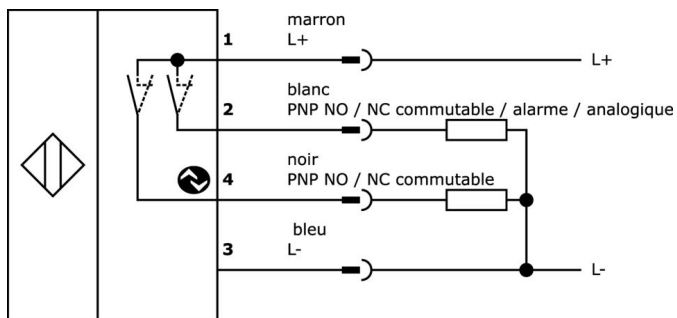 marron
1 L+
L+
blanc
2 PNP NO / NC commutable / alarme / analogique
noir
4 PNP NO / NC commutable
bleu
3 L-
L-